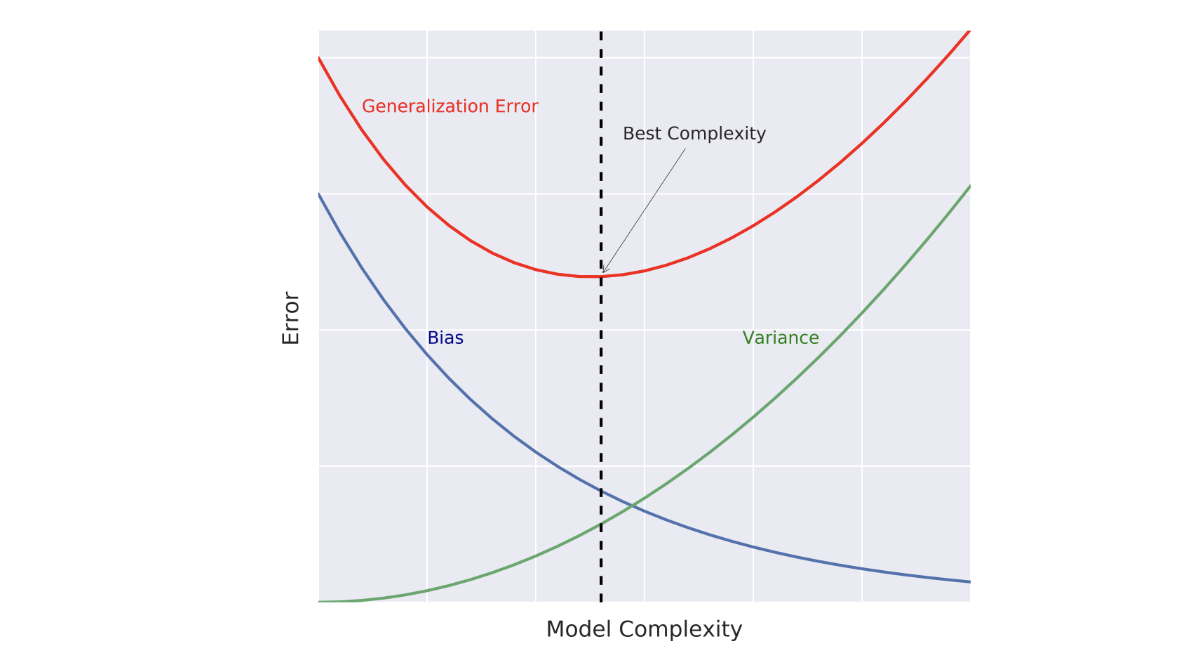 Generalization Error
Best Complexity
Error
Bias
Variance
Model Complexity